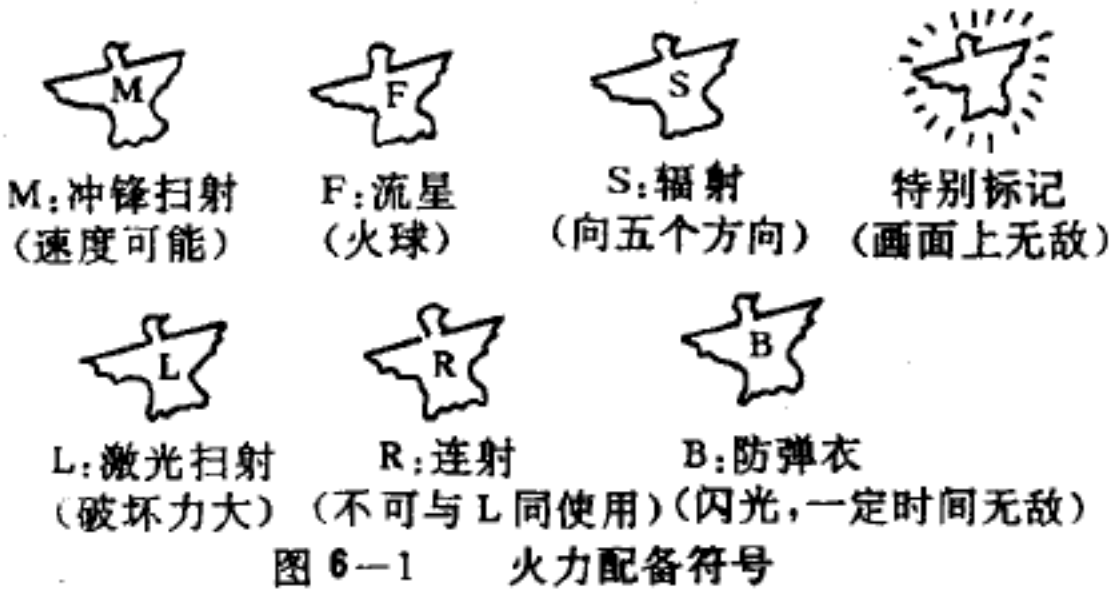 M F S
M:冲锋扫射 F:流星 S:辐射 特别标记
(速度可能) (火球) (向五个方向) (画面上无敌)
L R B
L:激光扫射 R:连射 B:防弹衣
(破坏力大) (不可与L同使用) (闪光,一定时间无敌)
图 6—1 火力配备符号